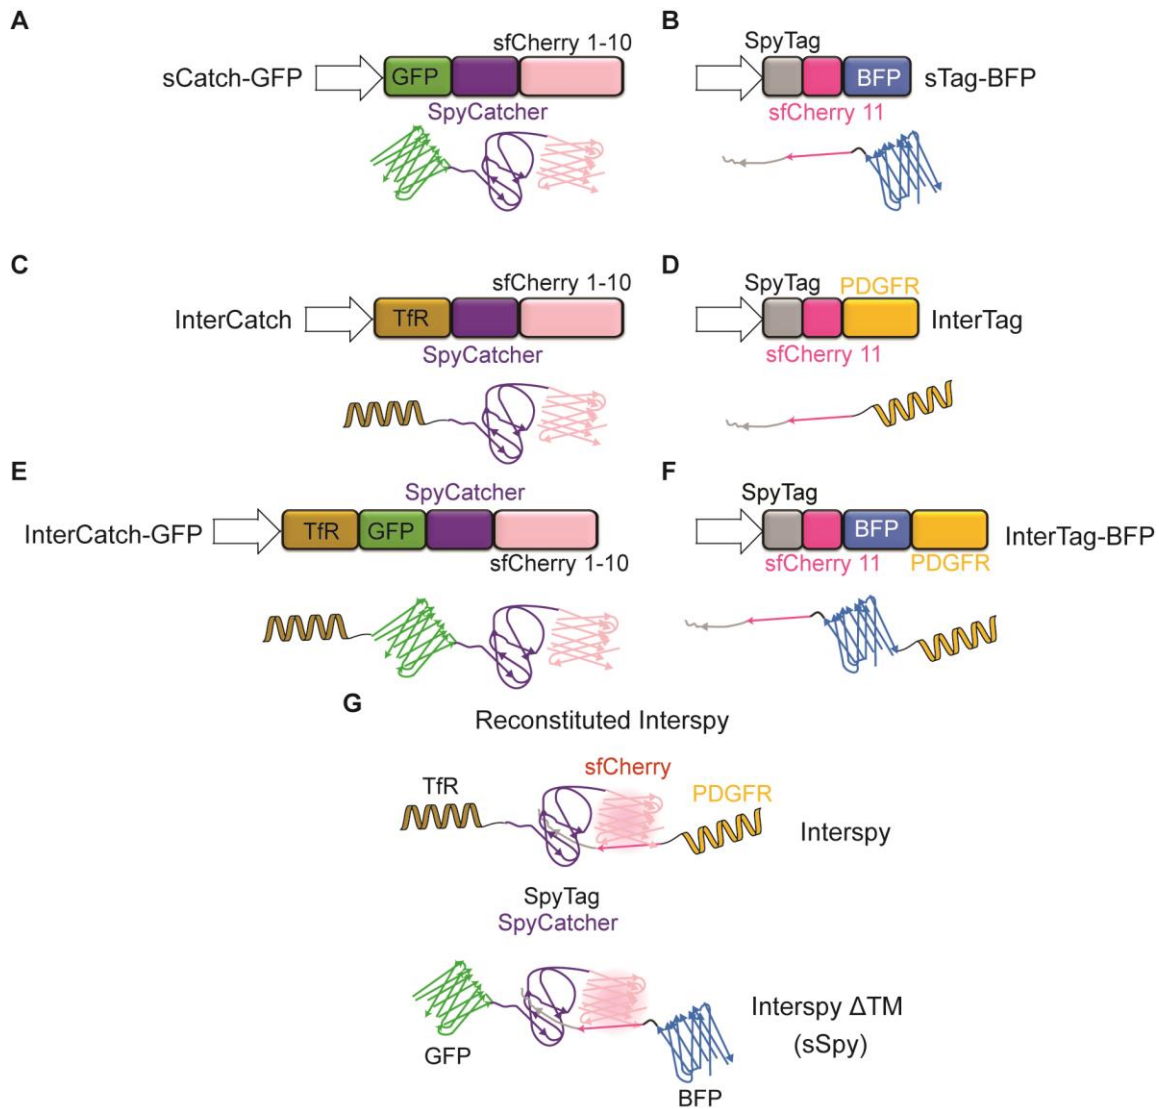 A
sfCherry 1-10
sCatch-GFP
GFP
SpyCatcher
B
SpyTag
BFP
sTag-BFP
sfCherry 11
C
sfCherry 1-10
InterCatch
TfR
SpyCatcher
D
SpyTag
PDGFR
InterTag
sfCherry 11
E
SpyCatcher
InterCatch-GFP
TfR
GFP
sfCherry 1-10
F
SpyTag
BFP
InterTag-BFP
sfCherry 11
PDGFR
G
Reconstituted Interspy
sfCherry
TfR
PDGFR
Interspy
SpyTag
SpyCatcher
GFP
BFP
Interspy ΔTM
(sSpy)